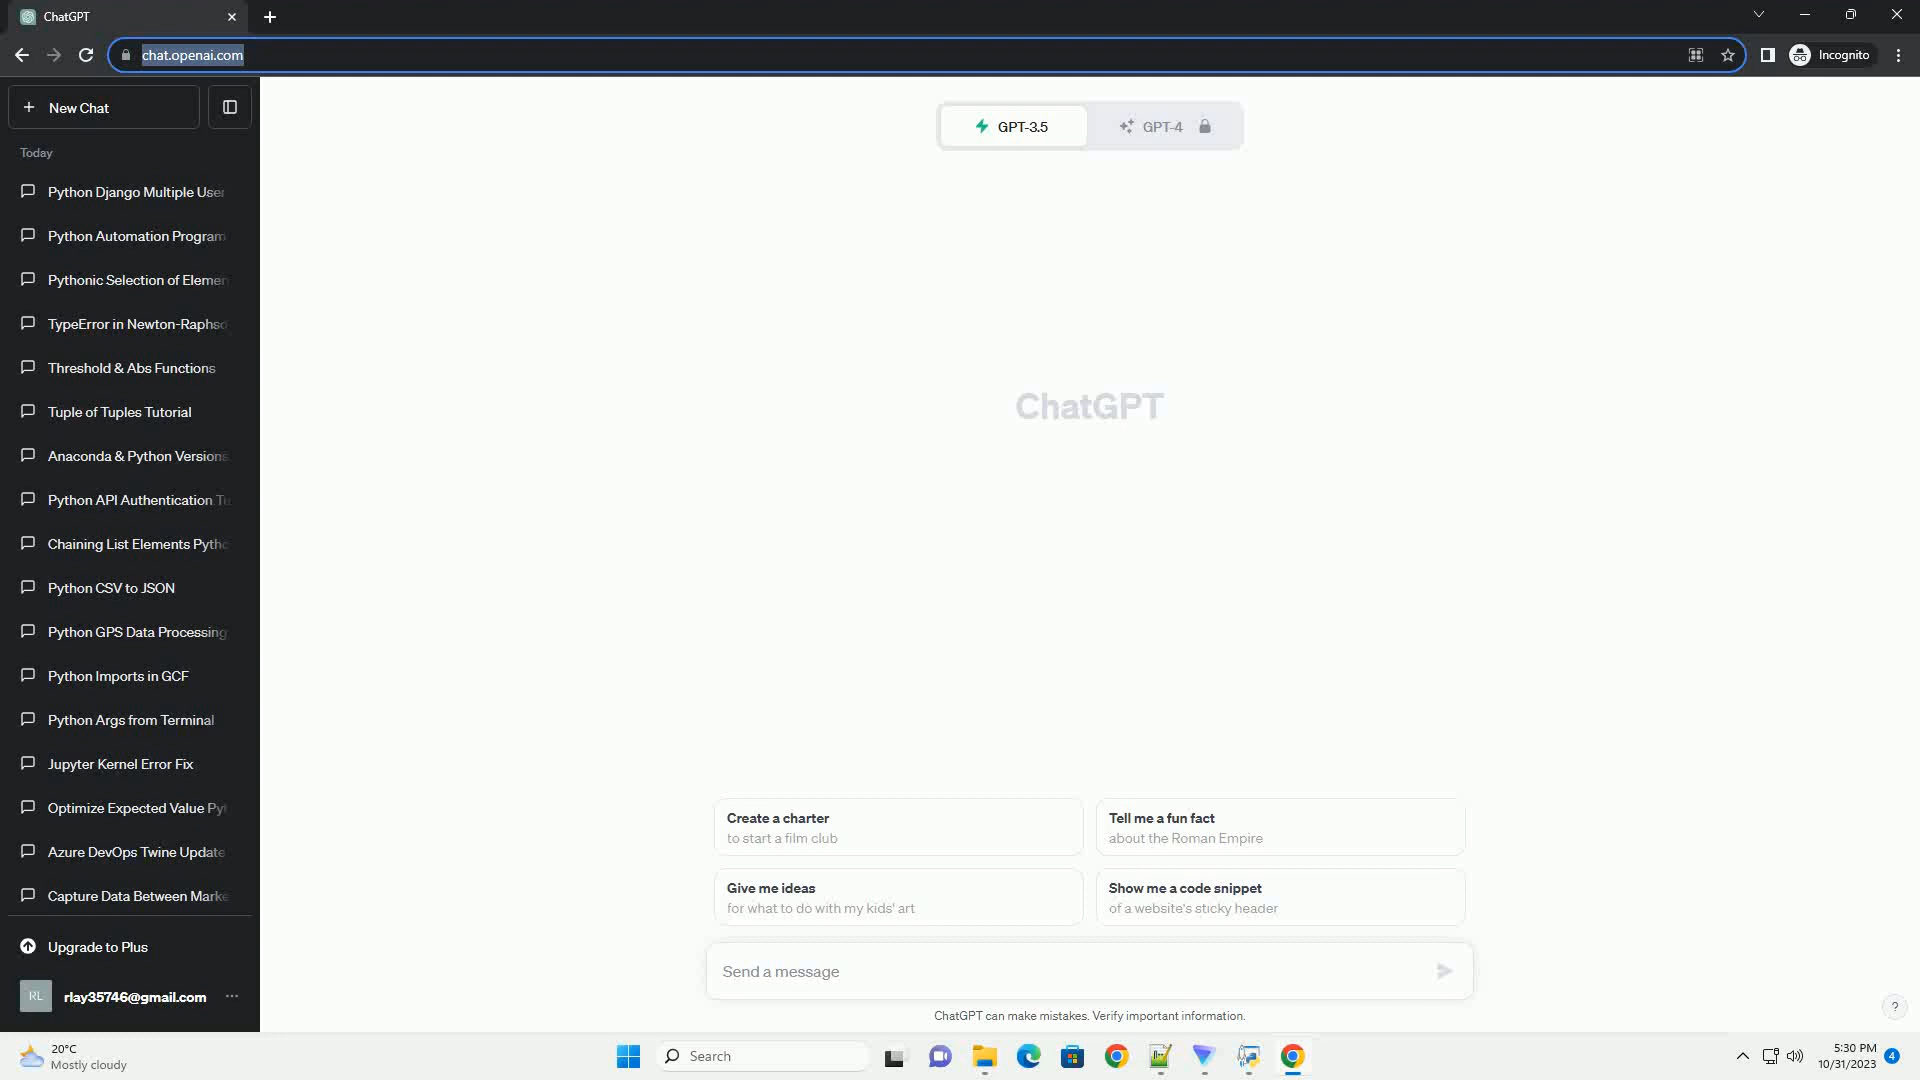 ChatGPT
chat.openai.com
Incognito
New Chat
GPT-3.5
GPT-4
Today
Python Django Multiple User
Python Automation Program
Pythonic Selection of Elemen
TypeError in Newton-Raphso
Threshold & Abs Functions
Tuple of Tuples Tutorial
Anaconda & Python Versions
Python API Authentication Tu
Chaining List Elements Pytho
Python CSV to JSON
Python GPS Data Processing
Python Imports in GCF
Python Args from Terminal
Jupyter Kernel Error Fix
Optimize Expected Value Pyt
Azure DevOps Twine Update
Capture Data Between Marke
Upgrade to Plus
RL
rlay35746@gmail.com
ChatGPT
Create a charter
to start a film club
Tell me a fun fact
about the Roman Empire
Give me ideas
for what to do with my kids' art
Show me a code snippet
of a website's sticky header
Send a message
ChatGPT can make mistakes. Verify important information.
?
20°C
Mostly cloudy
Search
5:30 PM
10/31/2023
4